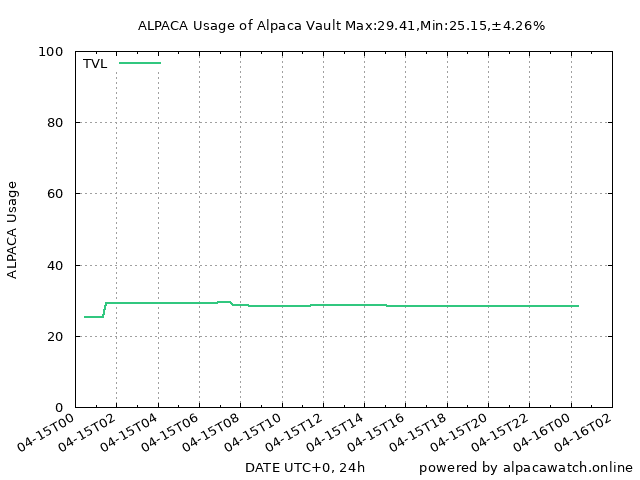 ALPACA Usage of Alpaca Vault Max:29.41,Min:25.15,±4.26%
TVL
100
80
60
40
20
0
ALPACA Usage
04-15T00
04-15T02
04-15T04
04-15T06
04-15T08
04-15T10
04-15T12
04-15T14
04-15T16
04-15T18
04-15T20
04-15T22
04-16T00
04-16T02
DATE UTC+0, 24h
powered by alpacawatch.online